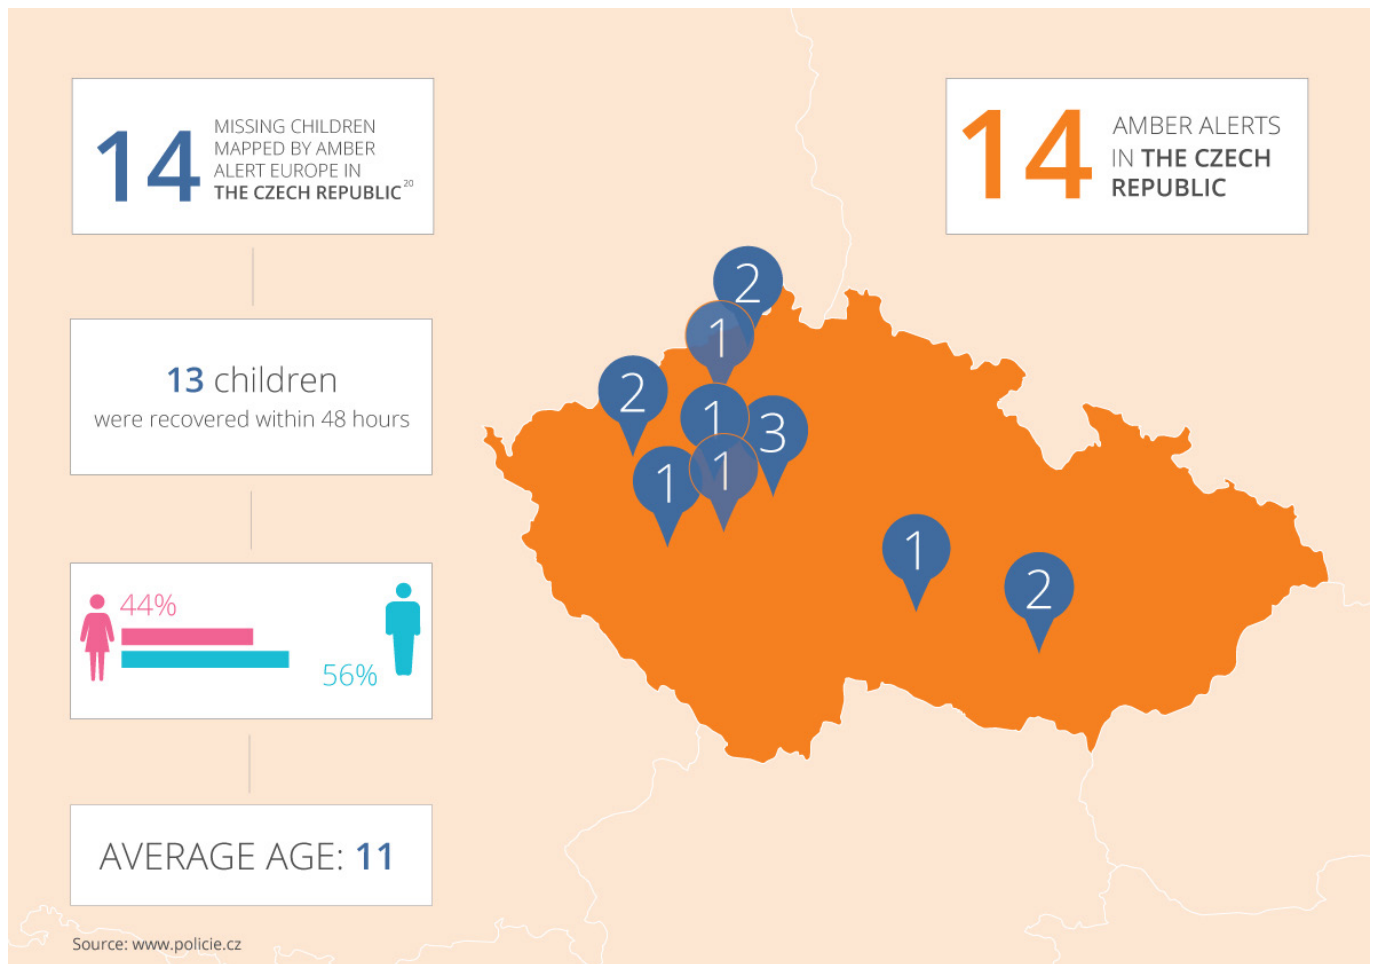 14
MISSING CHILDREN
MAPPED BY AMBER
ALERT EUROPE IN
THE CZECH REPUBLIC20
14
AMBER ALERTS
IN THE CZECH
REPUBLIC
13 children
were recovered within 48 hours
44%
56%
AVERAGE AGE: 11
2
1
2
1
3
1
1
1
2
Source: www.policie.cz